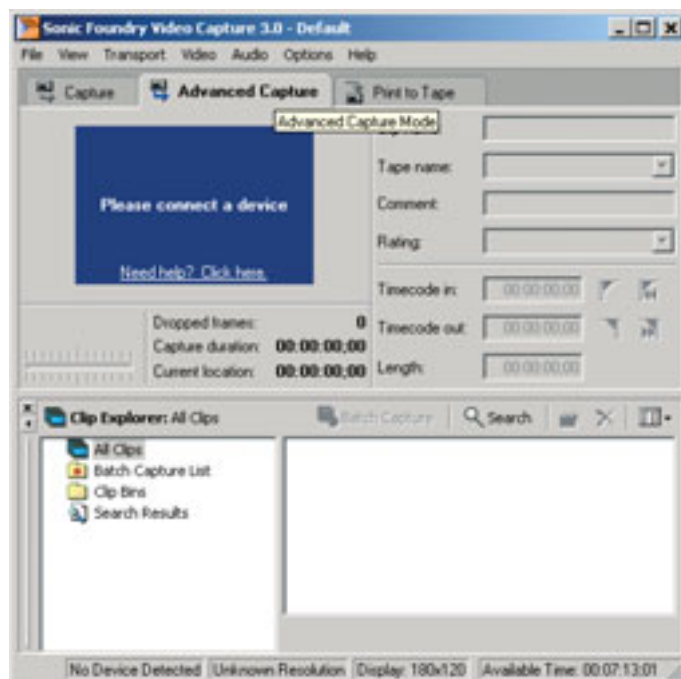 Sonic Foundry Video Capture 3.0 - Default
File View Transport Video Audio Options Help
Capture Advanced Capture Print to Tape
Advanced Capture Mode
Tape name:
Please connect a device
Comment:
Rating:
Need help? Click here.
Timecode in: 00:00:00;00
Dropped frames: 0
Timecode out: 00:00:00;00
Capture duration: 00:00:00;00
Current location: 00:00:00;00
Length: 00:00:00;00
Clip Explorer: All Clips Batch Capture Search
All Clips
Batch Capture List
Clip Bins
Search Results
No Device Detected Unknown Resolution Display: 180x120 Available Time: 00:07:13:01